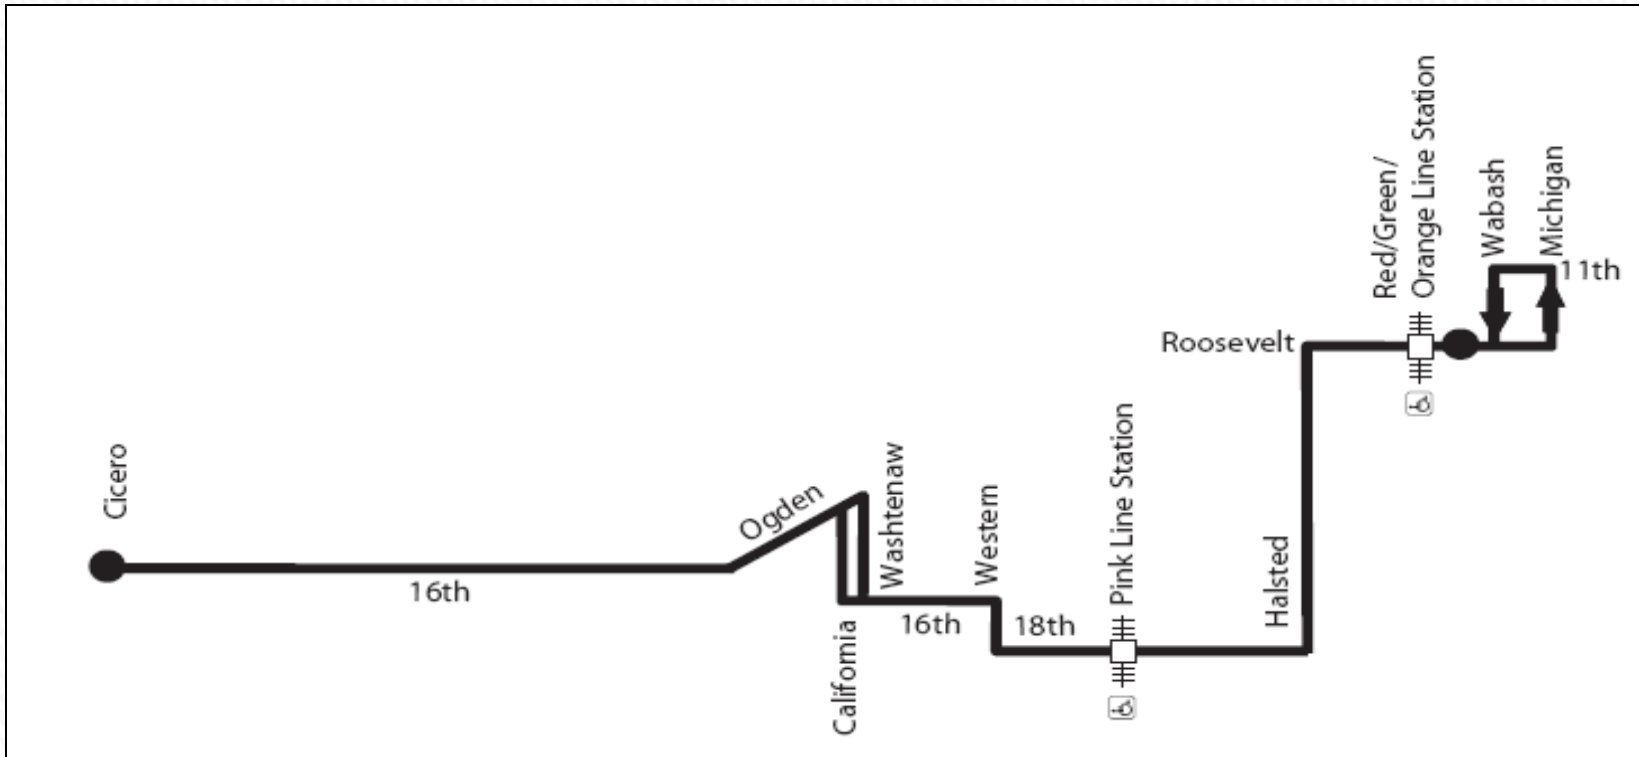 Cicero
16th
Ogden
California
Washtenaw
16th
Western
18th
Pink Line Station
Halsted
Roosevelt
Red/Green/
Orange Line Station
Wabash
Michigan
11th